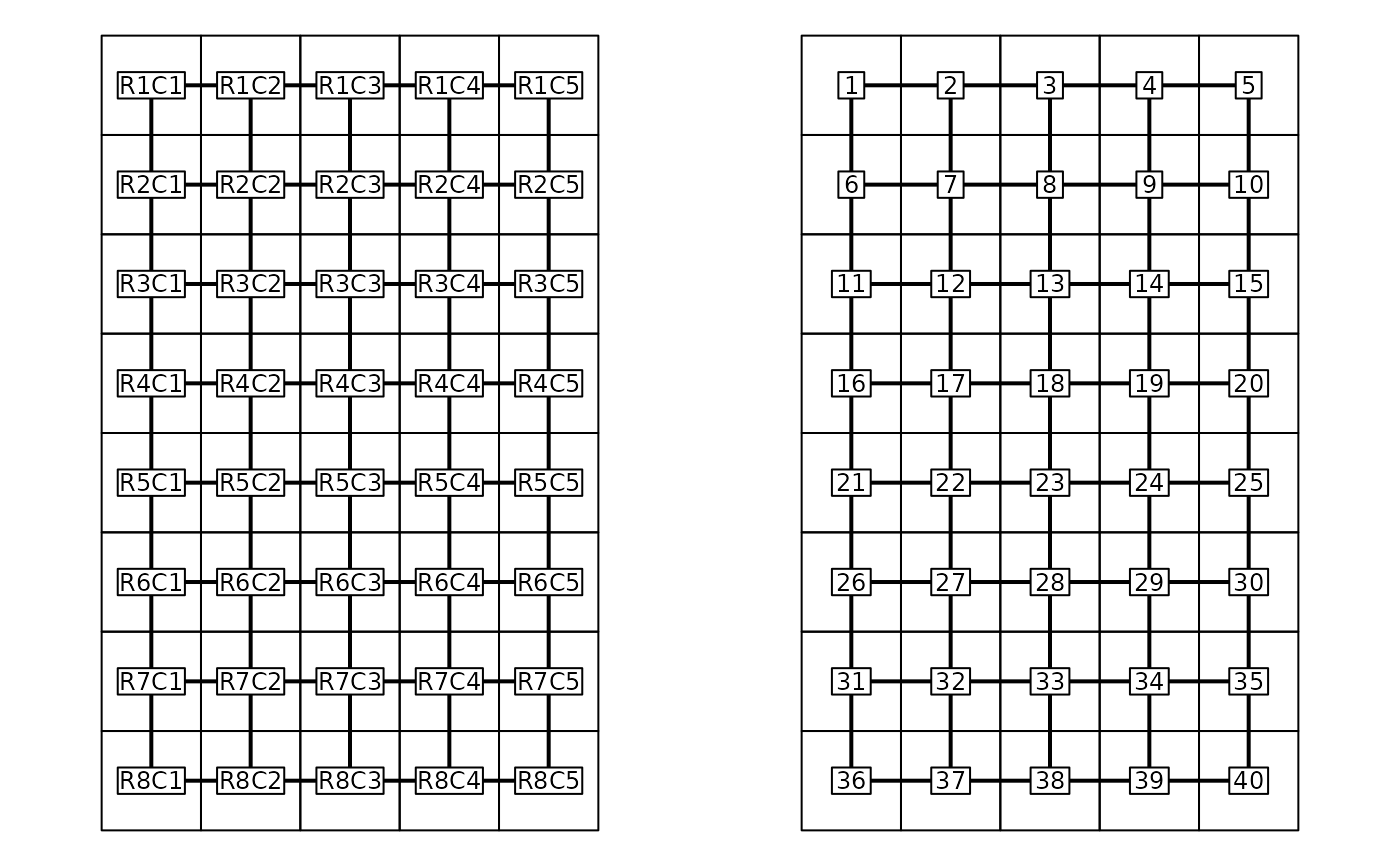 R1C1 R1C2 R1C3 R1C4 R1C5
R2C1 R2C2 R2C3 R2C4 R2C5
R3C1 R3C2 R3C3 R3C4 R3C5
R4C1 R4C2 R4C3 R4C4 R4C5
R5C1 R5C2 R5C3 R5C4 R5C5
R6C1 R6C2 R6C3 R6C4 R6C5
R7C1 R7C2 R7C3 R7C4 R7C5
R8C1 R8C2 R8C3 R8C4 R8C5
1 2 3 4 5
6 7 8 9 10
11 12 13 14 15
16 17 18 19 20
21 22 23 24 25
26 27 28 29 30
31 32 33 34 35
36 37 38 39 40